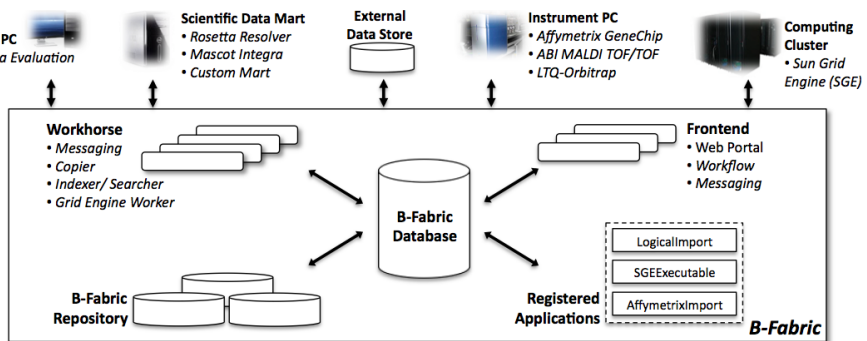 PC
a Evaluation
Scientific Data Mart
• Rosetta Resolver
• Mascot Integra
• Custom Mart
External
Data Store
Instrument PC
• Affymetrix GeneChip
• ABI MALDI TOF/TOF
• LTQ-Orbitrap
Computing
Cluster
• Sun Grid
Engine (SGE)
Workhorse
• Messaging
• Copier
• Indexer/ Searcher
• Grid Engine Worker
Frontend
• Web Portal
• Workflow
• Messaging
B-Fabric
Database
B-Fabric
Repository
Registered
Applications
LogicalImport
SGEExecutable
AffymetrixImport
B-Fabric